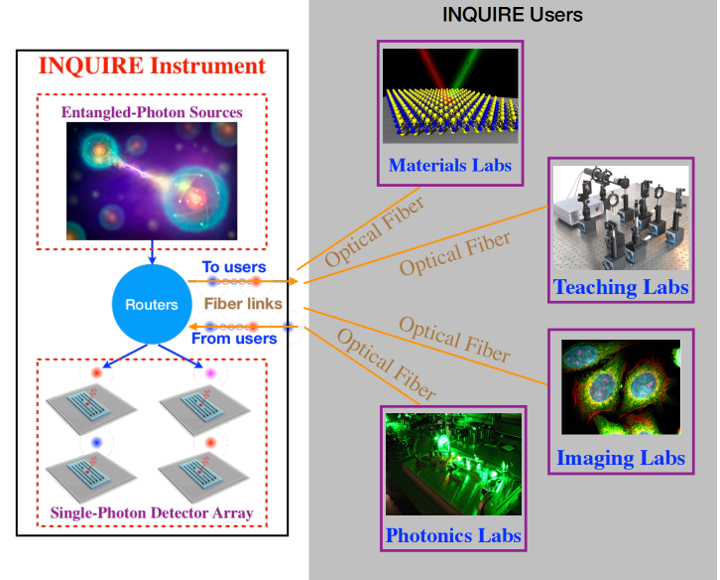 INQUIRE Users
INQUIRE Instrument
Entangled-Photon Sources
Materials Labs
To users
Routers
Fiber links
From users
Optical Fiber
Optical Fiber
Teaching Labs
Optical Fiber
Optical Fiber
Imaging Labs
Single-Photon Detector Array
Photonics Labs